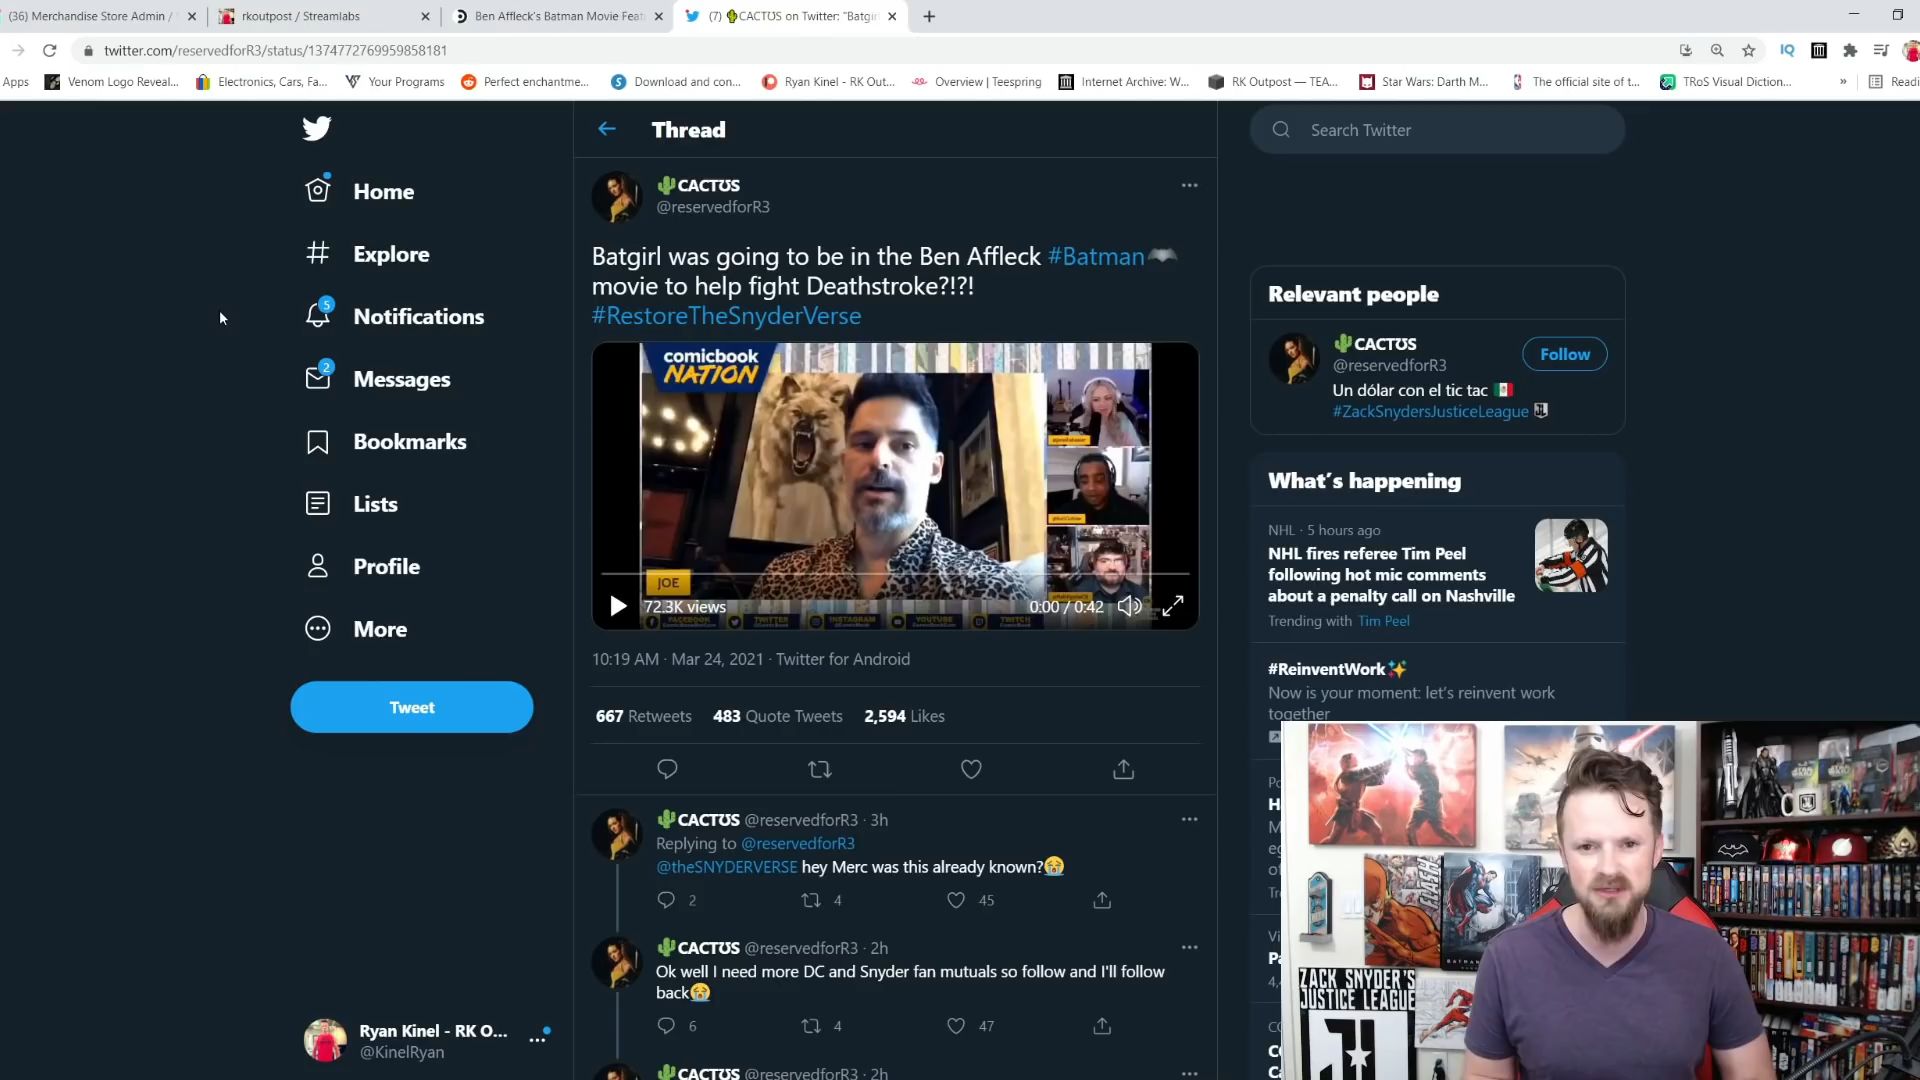 (36) Merchandise Store Admin /
rkoutpost / Streamlabs
Ben Affleck's Batman Movie Feat
(7) 🌵CACTUS on Twitter: "Batgir
twitter.com/reservedforR3/status/1374772769959858181
Apps
Venom Logo Reveal...
Electronics, Cars, Fa...
Your Programs
Perfect enchantme...
Download and con...
Ryan Kinel - RK Out...
Overview | Teespring
Internet Archive: W...
RK Outpost — TEA...
Star Wars: Darth M...
The official site of t...
TRoS Visual Diction...
»
Readi
Home
Explore
5
Notifications
2
Messages
Bookmarks
Lists
Profile
More
Tweet
Ryan Kinel - RK O...
@KinelRyan
Thread
🌵CACTUS
@reservedforR3
Batgirl was going to be in the Ben Affleck #Batman🦇
movie to help fight Deathstroke?!?!
#RestoreTheSnyderVerse
comicbook
NATION
JOE
72.3K views
0:00 / 0:42
FACEBOOK
TWITTER
INSTAGRAM
YOUTUBE
TWITCH
10:19 AM · Mar 24, 2021 · Twitter for Android
667 Retweets 483 Quote Tweets 2,594 Likes
🌵CACTUS @reservedforR3 · 3h
Replying to @reservedforR3
@theSNYDERVERSE hey Merc was this already known?😭
2 4 45
🌵CACTUS @reservedforR3 · 2h
Ok well I need more DC and Snyder fan mutuals so follow and I'll follow
back😭
6 4 47
🌵CACTUS @reservedforR3 · 2h
Search Twitter
Relevant people
🌵CACTUS
@reservedforR3
Follow
Un dólar con el tic tac 🇲🇽
#ZackSnydersJusticeLeague
What's happening
NHL · 5 hours ago
NHL fires referee Tim Peel
following hot mic comments
about a penalty call on Nashville
Trending with Tim Peel
#ReinventWork✨
Now is your moment: let's reinvent work
together
ZACK SNYDER'S
JUSTICE LEAGUE